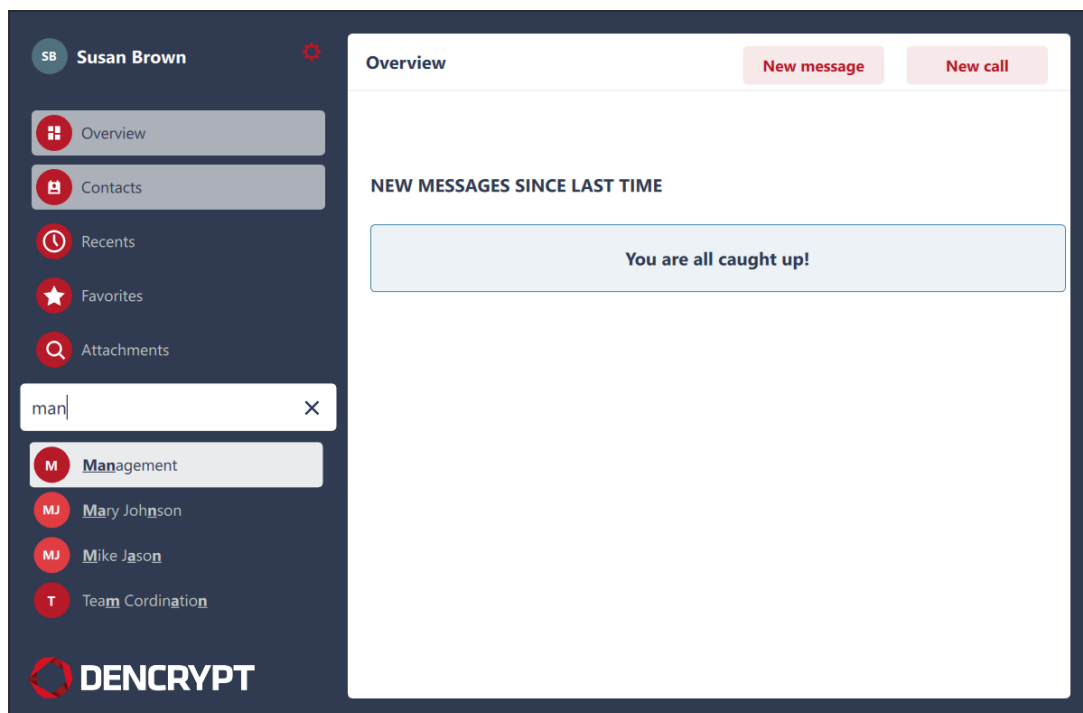 SB Susan Brown
Overview
New message
New call
Overview
Contacts
Recents
Favorites
Attachments
man
M Management
MJ Mary Johnson
MJ Mike Jason
T Team Cordination
DENCRYPT
NEW MESSAGES SINCE LAST TIME
You are all caught up!